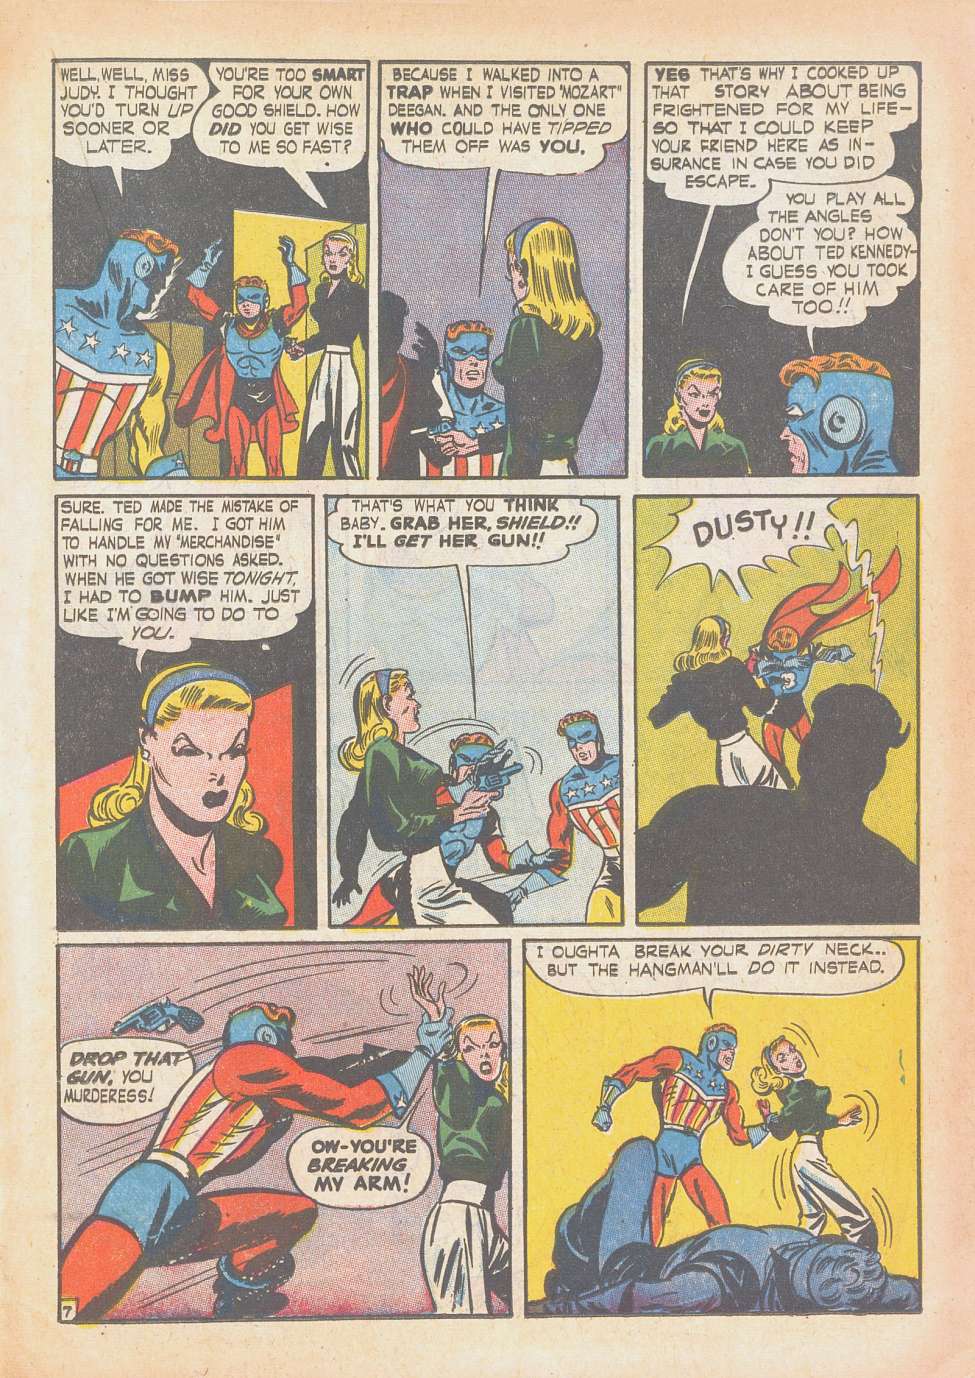 WELL, WELL, MISS
JUDY. I THOUGHT
YOU'D TURN UP
SOONER OR
LATER.
YOU'RE TOO SMART
FOR YOUR OWN
GOOD SHIELD. HOW
DID YOU GET WISE
TO ME SO FAST?
BECAUSE I WALKED INTO A
TRAP WHEN I VISITED "MOZART"
DEEGAN. AND THE ONLY ONE
WHO COULD HAVE TIPPED
THEM OFF WAS YOU.
YES THAT'S WHY I COOKED UP
THAT STORY ABOUT BEING
FRIGHTENED FOR MY LIFE—
SO THAT I COULD KEEP
YOUR FRIEND HERE AS IN-
SURANCE IN CASE YOU DID
ESCAPE.
YOU PLAY ALL
THE ANGLES
DON'T YOU? HOW
ABOUT TED KENNEDY—
I GUESS YOU TOOK
CARE OF HIM
TOO.!!
SURE. TED MADE THE MISTAKE OF
FALLING FOR ME. I GOT HIM
TO HANDLE MY "MERCHANDISE"
WITH NO QUESTIONS ASKED.
WHEN HE GOT WISE TONIGHT,
I HAD TO BUMP HIM. JUST
LIKE I'M GOING TO DO TO
YOU.
THAT'S WHAT YOU THINK
BABY. GRAB HER, SHIELD!!
I'LL GET HER GUN!!
DUSTY!!
DROP THAT
GUN, YOU
MURDERESS!
OW-YOU'RE
BREAKING
MY ARM!
I OUGHTA BREAK YOUR DIRTY NECK..
BUT THE HANGMAN'LL DO IT INSTEAD.
7